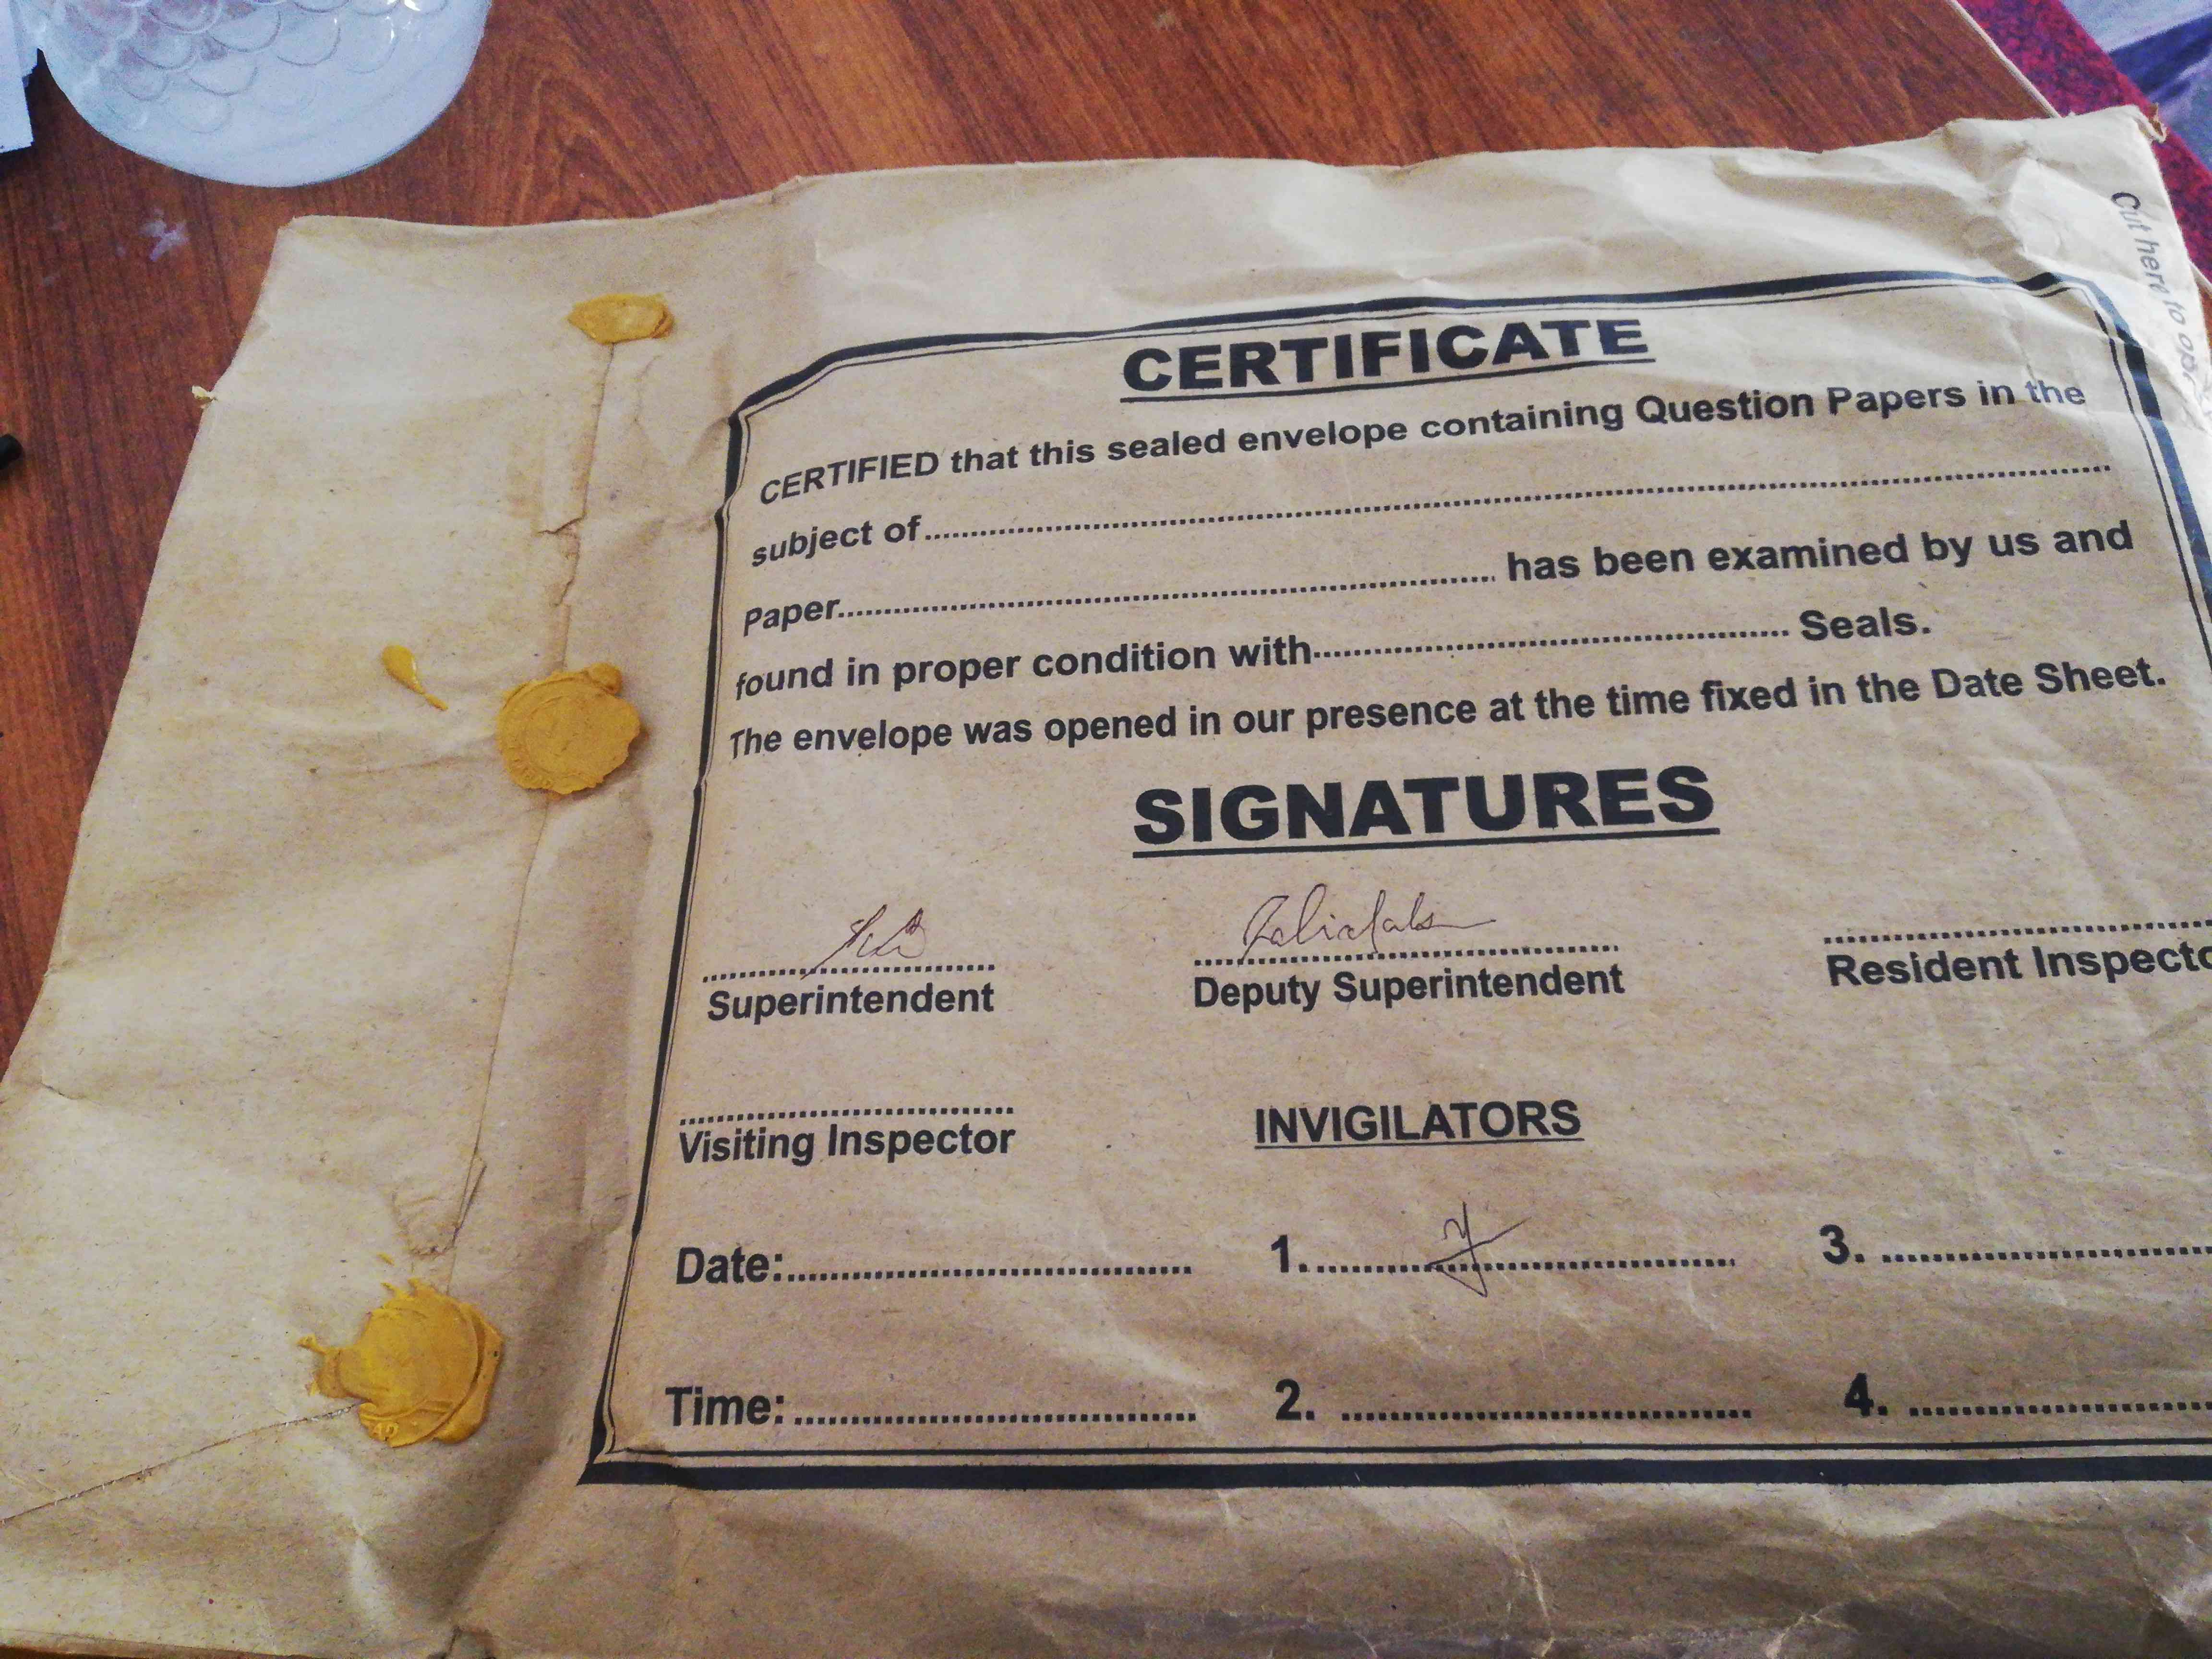 Cut here to
CERTIFICATE
CERTIFIED that this sealed envelope containing Question Papers in the
subject of
Paper has been examined by us and
found in proper condition with Seals.
The envelope was opened in our presence at the time fixed in the Date Sheet.
SIGNATURES
Superintendent Deputy Superintendent Resident
Visiting Inspector INVIGILATORS
Date: 1. 3.
Time: 2. 4.